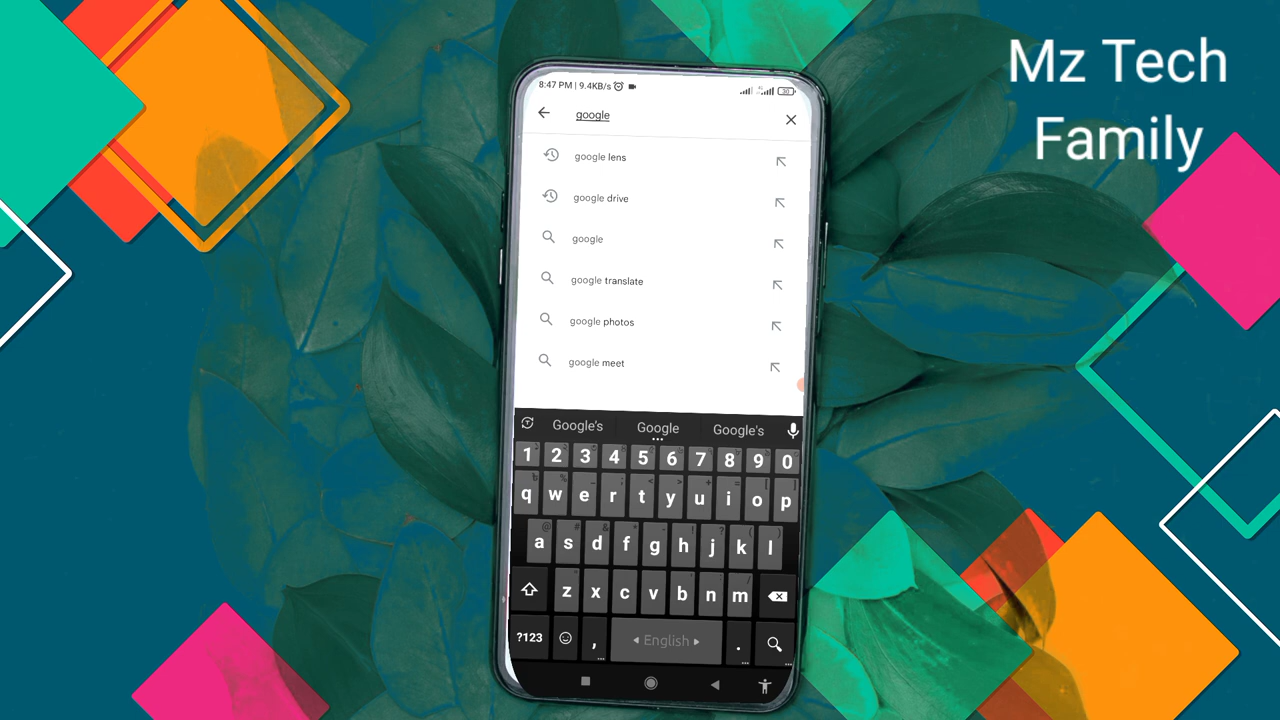 Mz Tech
Family
8:47 PM | 9.4KB/s
30
google
google lens
google drive
google
google translate
google photos
google meet
Google's Google Google's
1 2 3 4 5 6 7 8 9 0
q w e r t y u i o p
a s d f g h j k l
z x c v b n m
?123 , English .